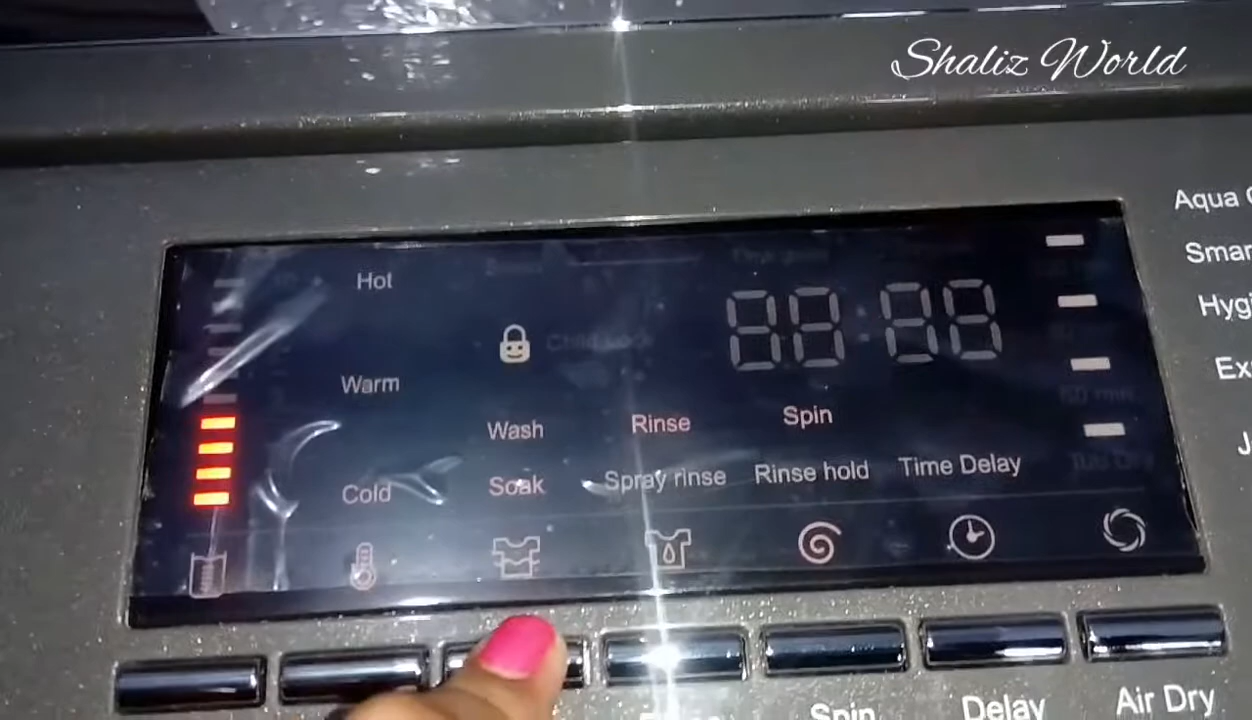 Shaliz World
Aqua
Smar
Hyg
Ex
Hot
Warm
Wash
Rinse
Spin
Cold
Soak
Spray rinse
Rinse hold
Time Delay
88 88
Spin
Delay
Air Dry